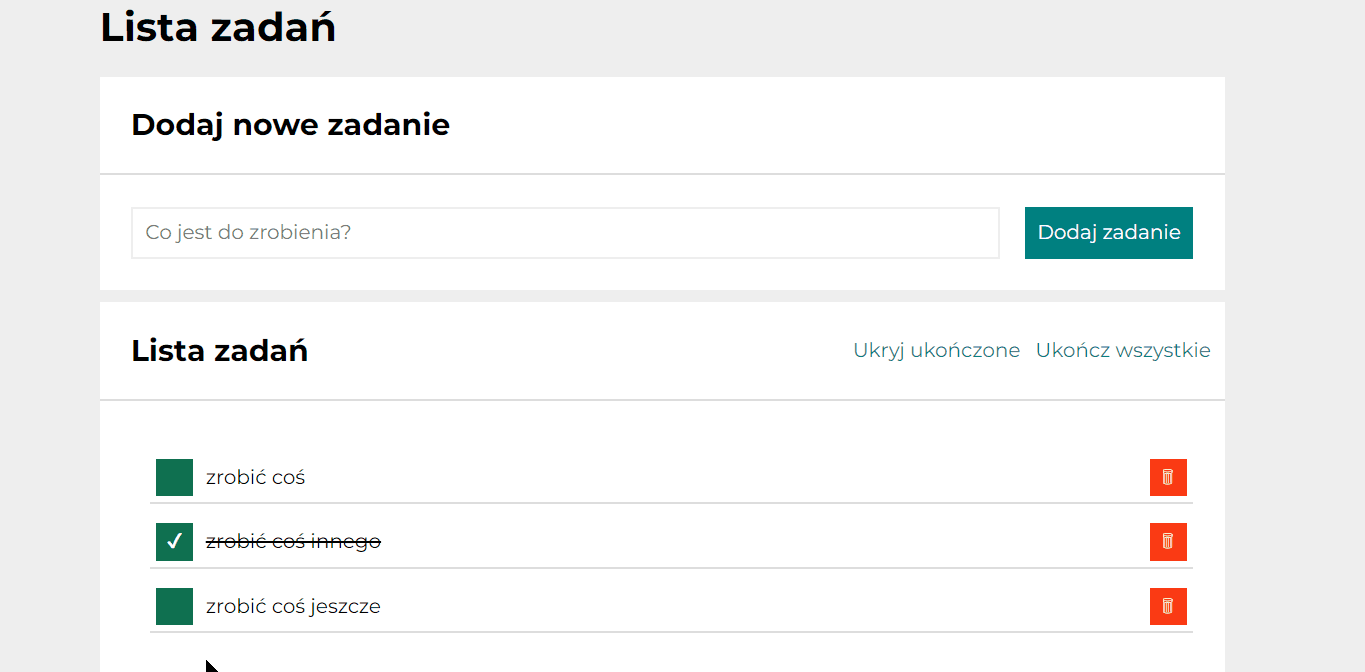 Lista zadań
Dodaj nowe zadanie
Co jest do zrobienia?
Dodaj zadanie
Lista zadań
Ukryj ukończone
Ukończ wszystkie
zrobić coś
zrobić coś innego
zrobić coś jeszcze